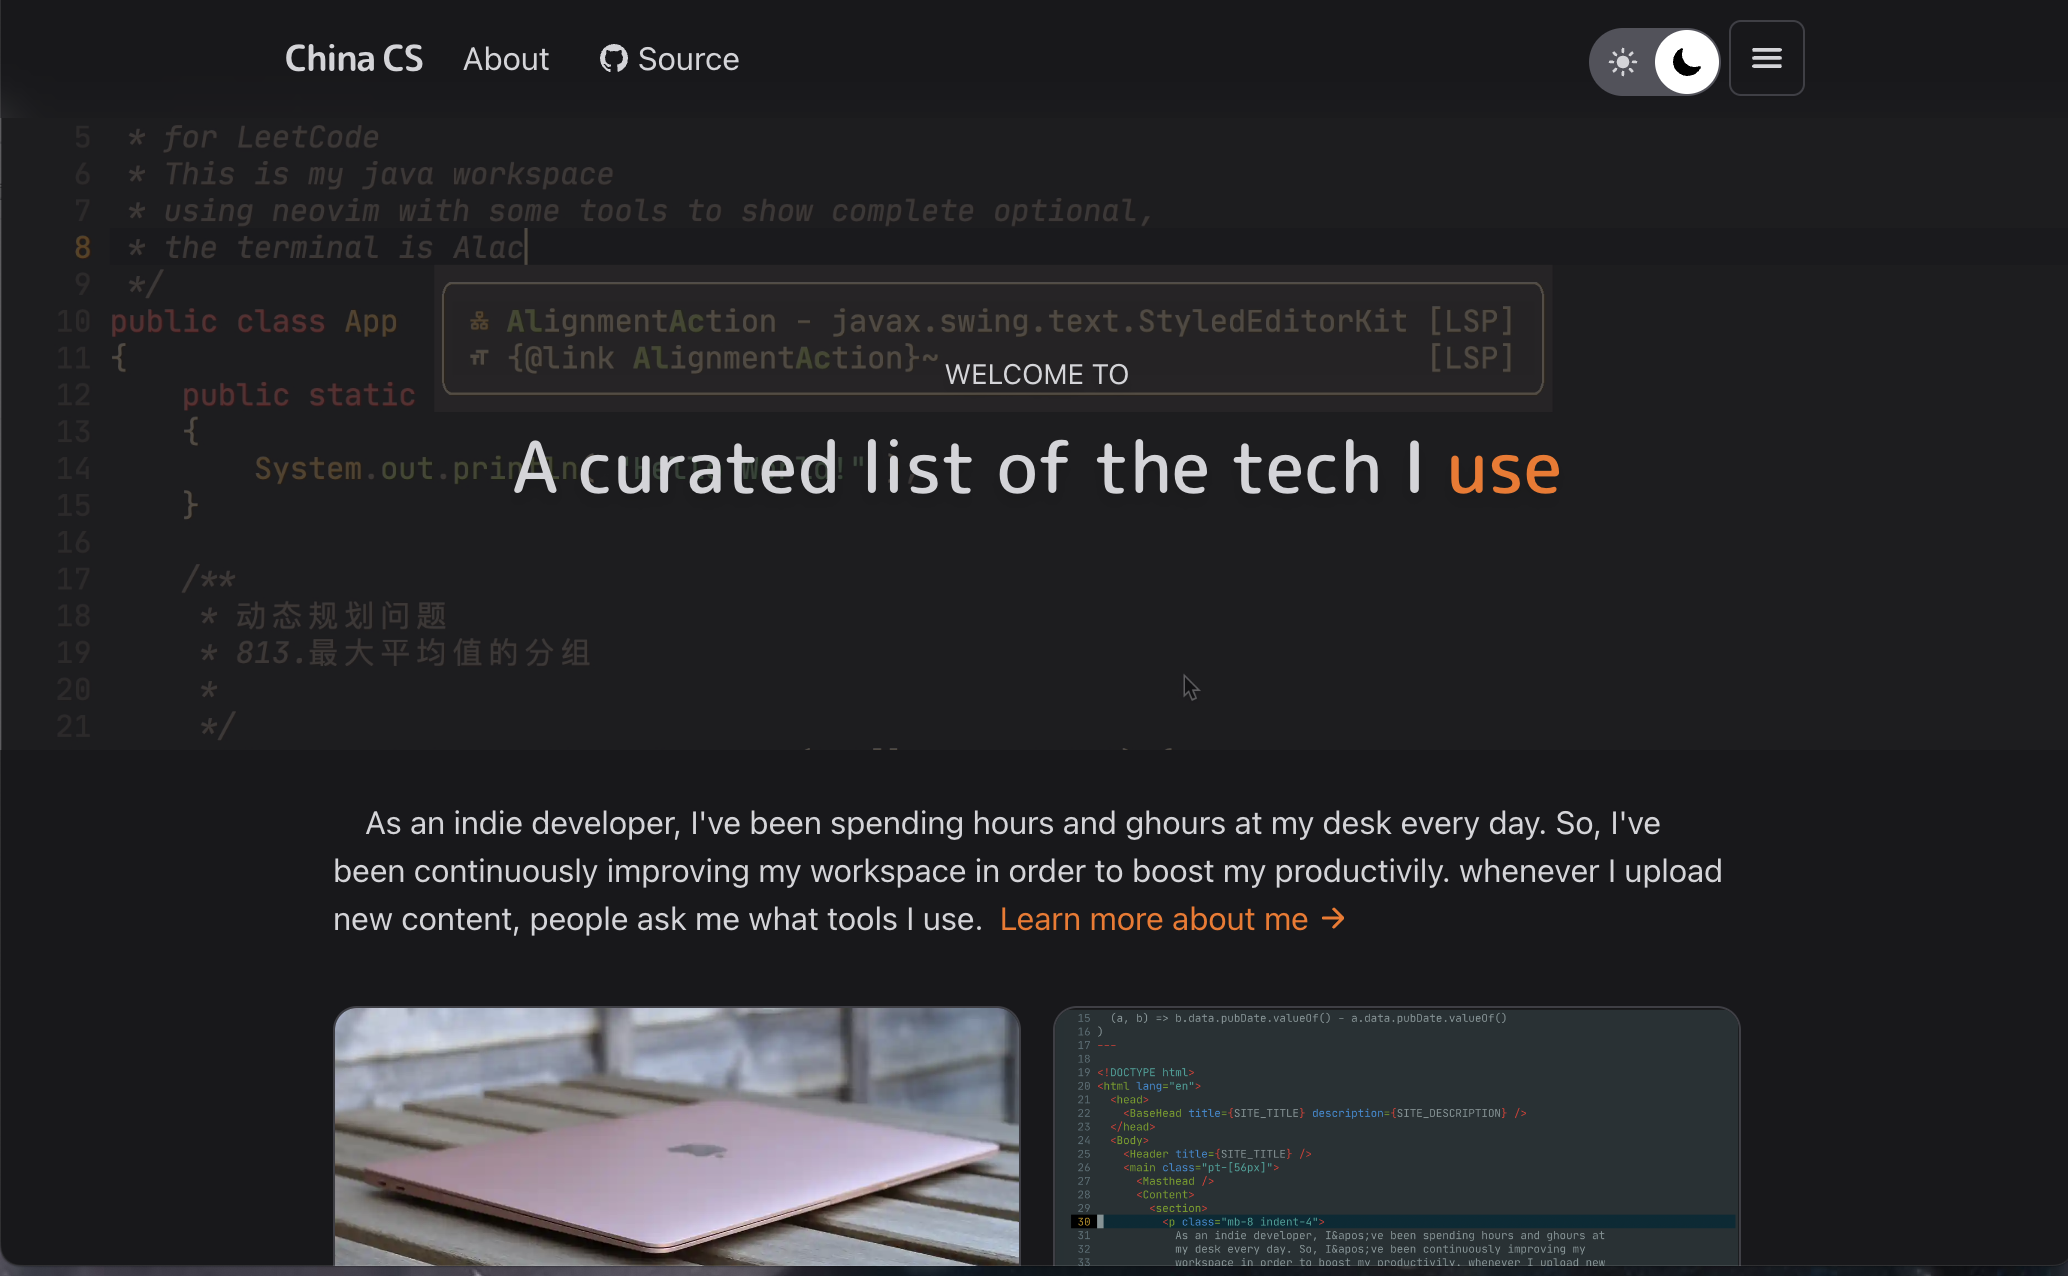 China CS About Source
5 * for LeetCode
6 * This is my java workspace
7 * using neovim with some tools to show complete optional,
8 * the terminal is Alac
9 */
10 public class App
AlignmentAction - javax.swing.text.StyledEditorKit [LSP]
11 {
{@link AlignmentAction}~ [LSP]
WELCOME TO
12 public static
13 {
14 System.out.println( "Hello World!" );
A curated list of the tech I use
15 }
16
17 /**
18 * 动态规划问题
19 * 813.最大平均值的分组
20 *
21 */
As an indie developer, I've been spending hours and ghours at my desk every day. So, I've
been continuously improving my workspace in order to boost my productivily. whenever I upload
new content, people ask me what tools I use. Learn more about me →
15 (a, b) => b.data.pubDate.valueOf() - a.data.pubDate.valueOf()
16 )
17 ---
18
19 <!DOCTYPE html>
20 <html lang="en">
21 <head>
22 <BaseHead title={SITE_TITLE} description={SITE_DESCRIPTION} />
23 </head>
24 <Body>
25 <Header title={SITE_TITLE} />
26 <main class="pt-[56px]">
27 <Masthead />
28 <Content>
29 <section>
30 <p class="mb-8 indent-4">
31 As an indie developer, I&apos;ve been spending hours and ghours at
32 my desk every day. So, I&apos;ve been continuously improving my
33 workspace in order to boost my productivily. whenever I upload new